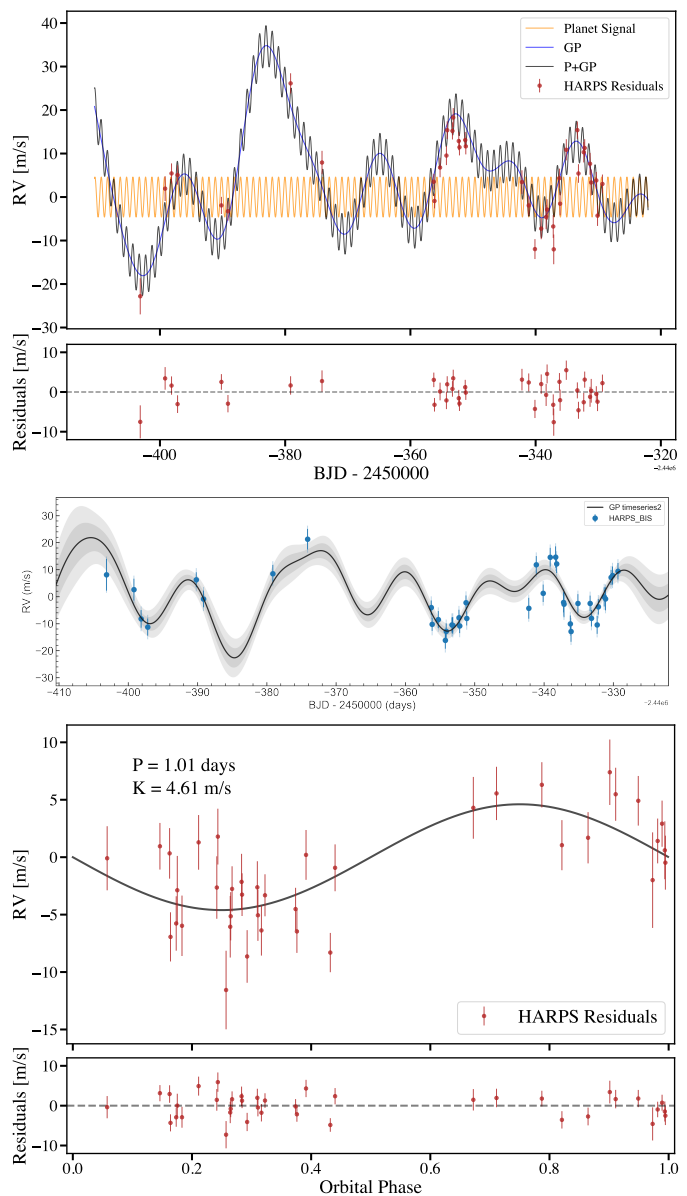 40
30
20
10
0
−10
−20
−30
RV [m/s]
Planet Signal
GP
P+GP
HARPS Residuals
10
0
−10
Residuals [m/s]
−400
−380
−360
−340
−320
BJD - 2450000
−2.44e6
30
20
10
0
−10
−20
−30
RV (m/s)
GP timeseries2
HARPS_BIS
−410
−400
−390
−380
−370
−360
−350
−340
−330
BJD - 2450000 (days)
−2.44e6
10
5
0
−5
−10
−15
RV [m/s]
P = 1.01 days
K = 4.61 m/s
HARPS Residuals
10
0
−10
Residuals [m/s]
0.0
0.2
0.4
0.6
0.8
1.0
Orbital Phase